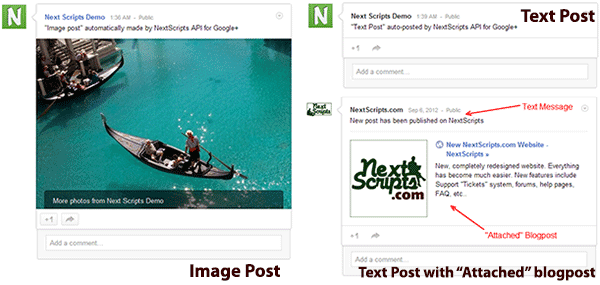 N
Next Scripts Demo 1:36 AM - Public
"Image post" automatically made by NextScripts API for Google+
More photos from Next Scripts Demo
+1
Add a comment...
Image Post
N
Next Scripts Demo 1:39 AM - Public
Text Post
"Text Post" auto-posted by NextScripts API for Google+
+1
Add a comment...
Next Scripts
NextScripts.com Sep 6, 2012 - Public
Text Message
New post has been published on NextScripts
Next Scripts .com
New NextScripts.com Website -
NextScripts »
New, completely redesigned website. Everything
has become much easier. New features include
Support "Tickets" system, forums, help pages,
FAQ, etc..
"Attached" Blogpost
+1
Add a comment...
Text Post with “Attached” blogpost